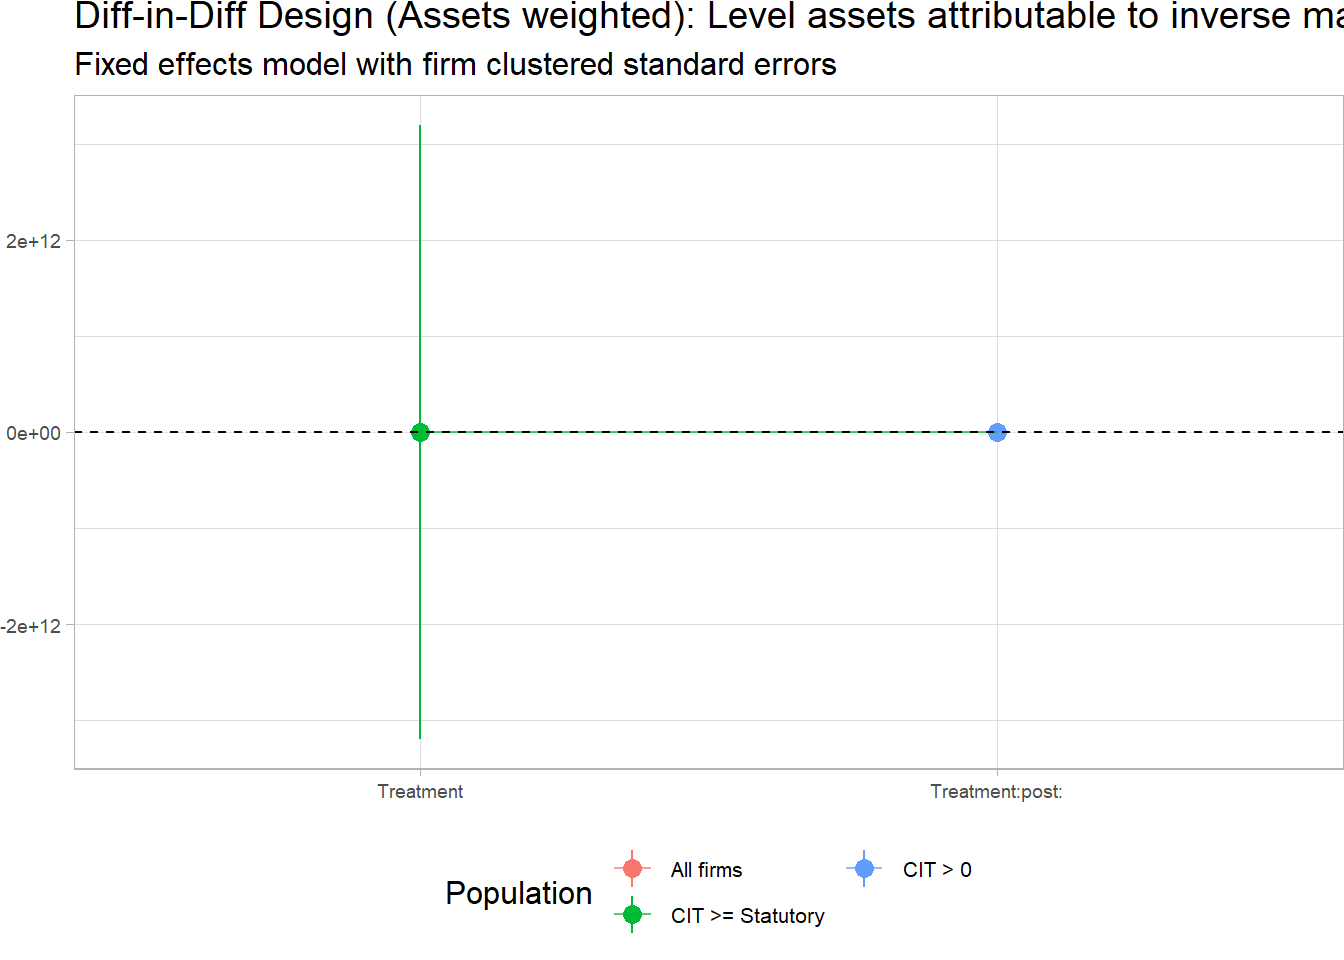 Diff-in-Diff Design (Assets weighted): Level assets attributable to inverse ma
Fixed effects model with firm clustered standard errors
2e+12
0e+00
-2e+12
Treatment
Treatment:post:
Population
All firms
CIT > 0
CIT >= Statutory